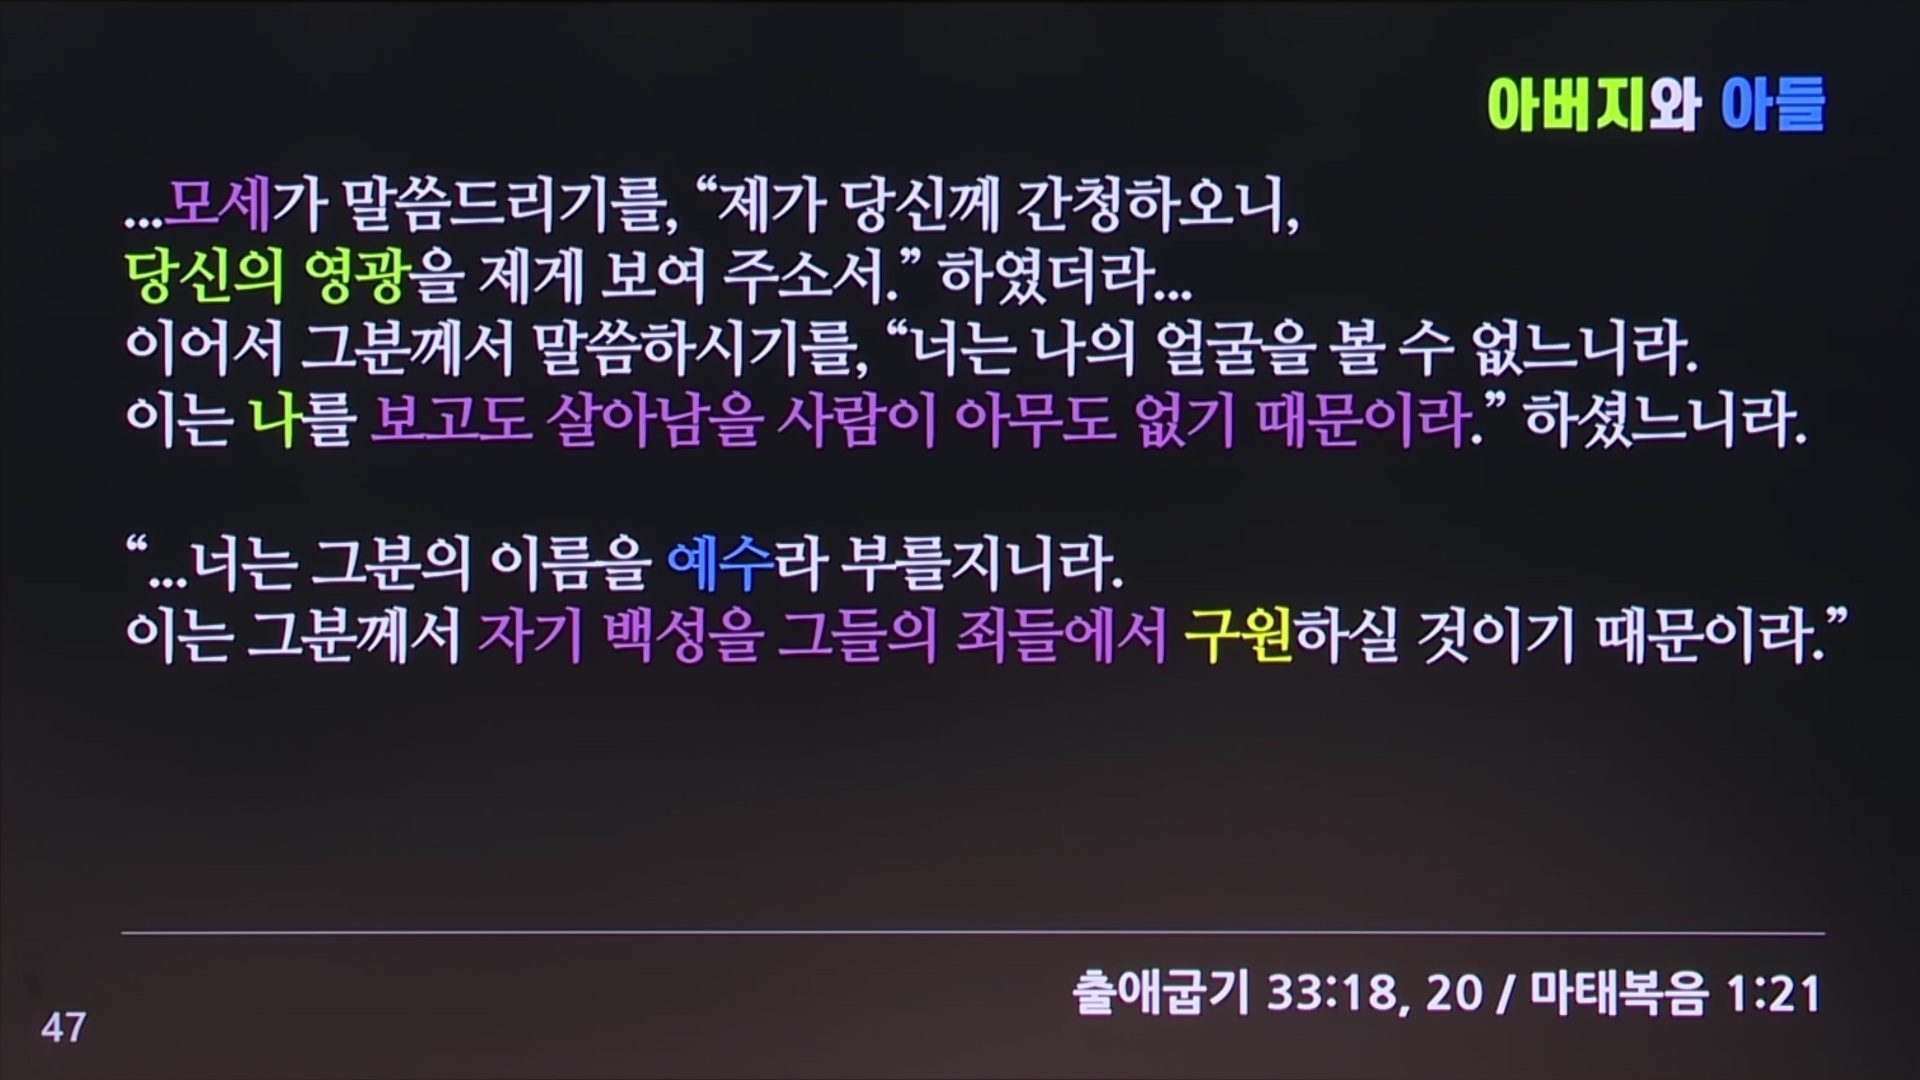 아버지와 아들
...모세가 말씀드리기를, “제가 당신께 간청하오니,
당신의 영광을 제게 보여 주소서.” 하였더라...
이어서 그분께서 말씀하시기를, “너는 나의 얼굴을 볼 수 없느니라.
이는 나를 보고도 살아남을 사람이 아무도 없기 때문이라.” 하셨느니라.
“...너는 그분의 이름을 예수라 부를지니라.
이는 그분께서 자기 백성을 그들의 죄들에서 구원하실 것이기 때문이라.”
출애굽기 33:18, 20 / 마태복음 1:21
47